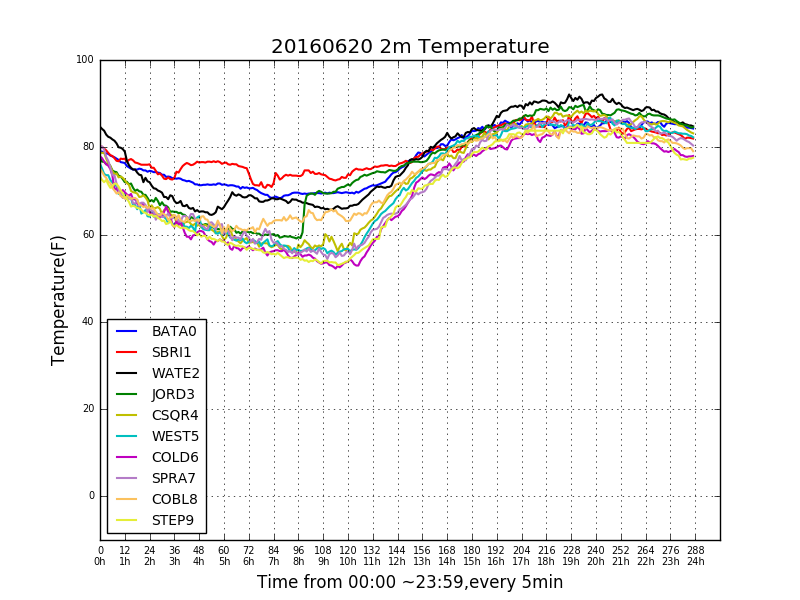 20160620 2m Temperature
100
80
60
40
20
0
Temperature(F)
BATA0
SBRI1
WATE2
JORD3
CSQR4
WEST5
COLD6
SPRA7
COBL8
STEP9
0 12 24 36 48 60 72 84 96 108 120 132 144 156 168 180 192 204 216 228 240 252 264 276 288
0h 1h 2h 3h 4h 5h 6h 7h 8h 9h 10h 11h 12h 13h 14h 15h 16h 17h 18h 19h 20h 21h 22h 23h 24h
Time from 00:00 ~23:59,every 5min